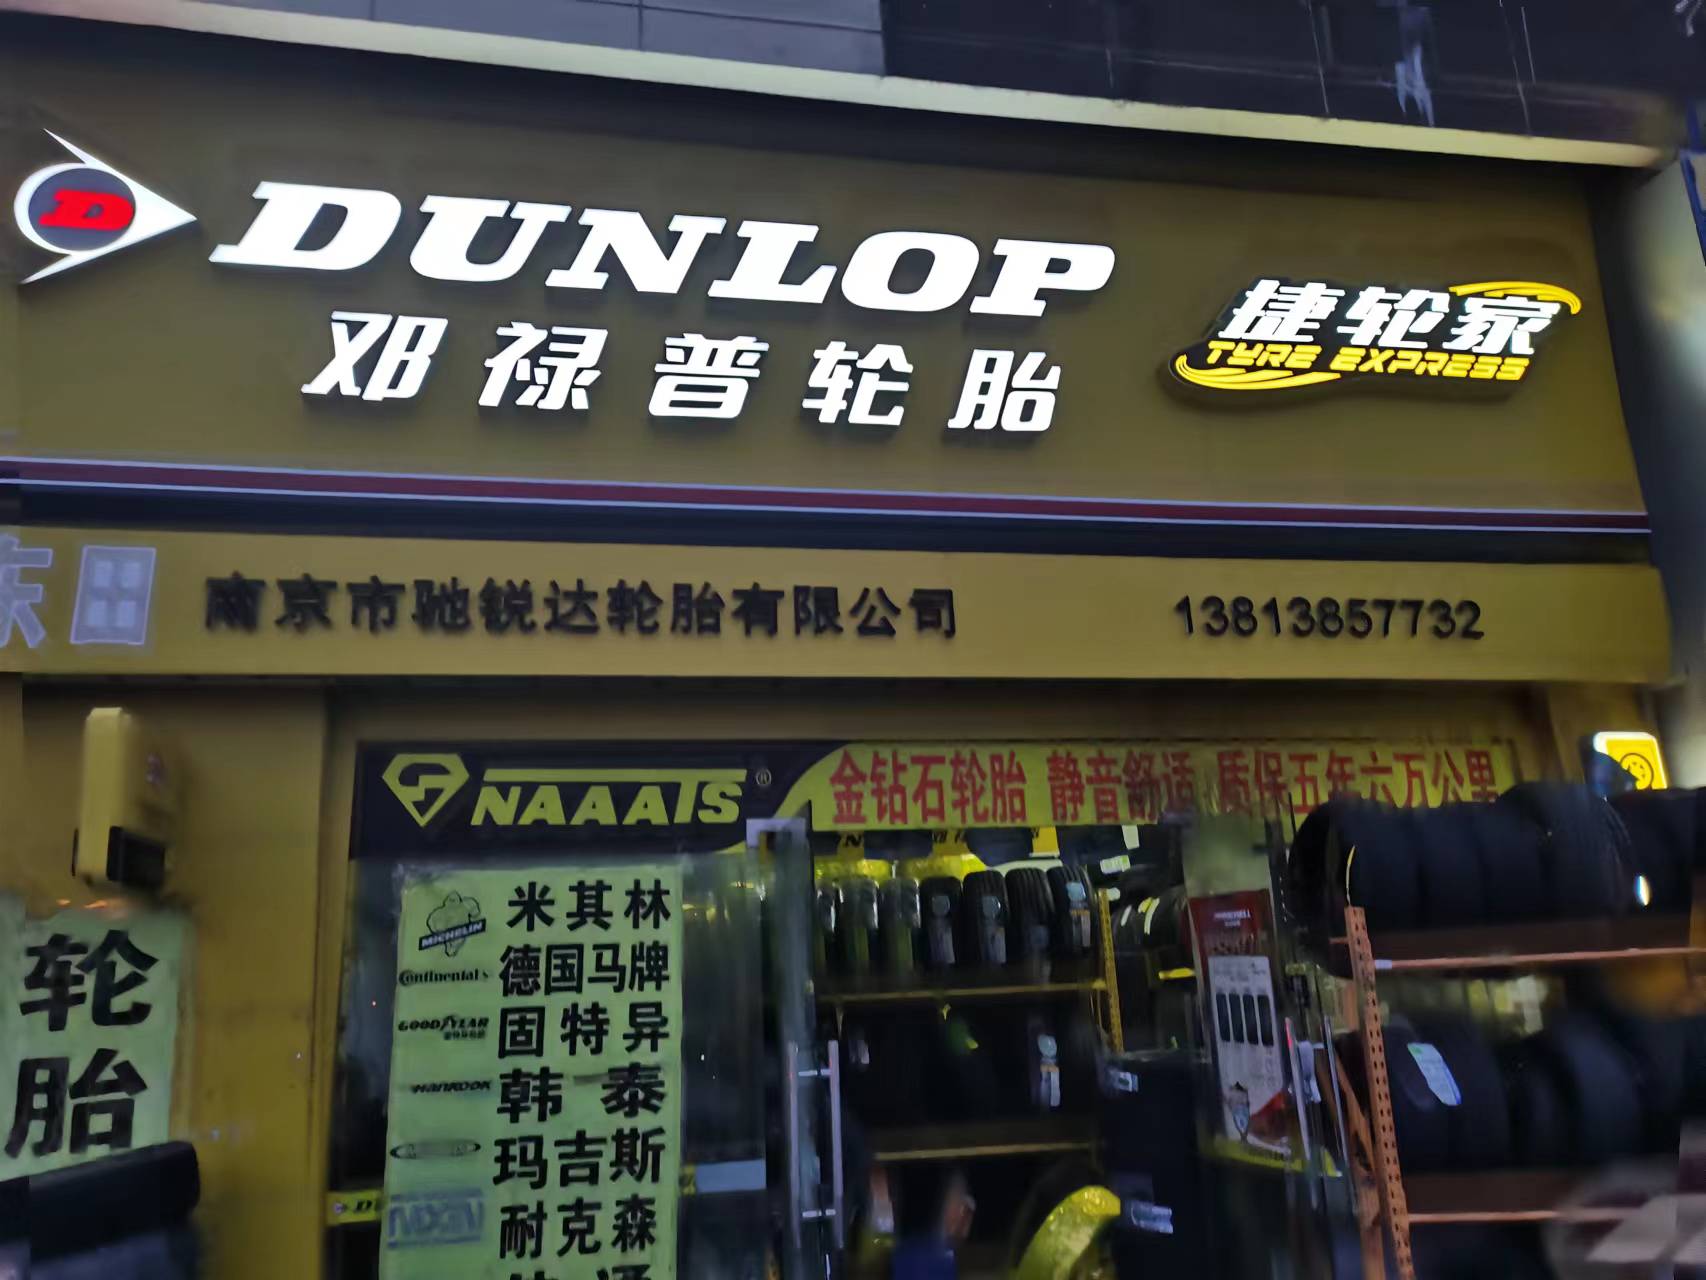 D
DUNLOP
邓禄普轮胎
捷轮家
TYRE EXPRESS
东田
南京市驰锐达轮胎有限公司
13813857732
NAAATS®
金钻石轮胎 静音舒适 质保五年六万公里
MICHELIN
米其林
Continental
德国马牌
GOODYEAR
固特异
HANKOOK
韩泰
玛吉斯
耐克森
轮胎